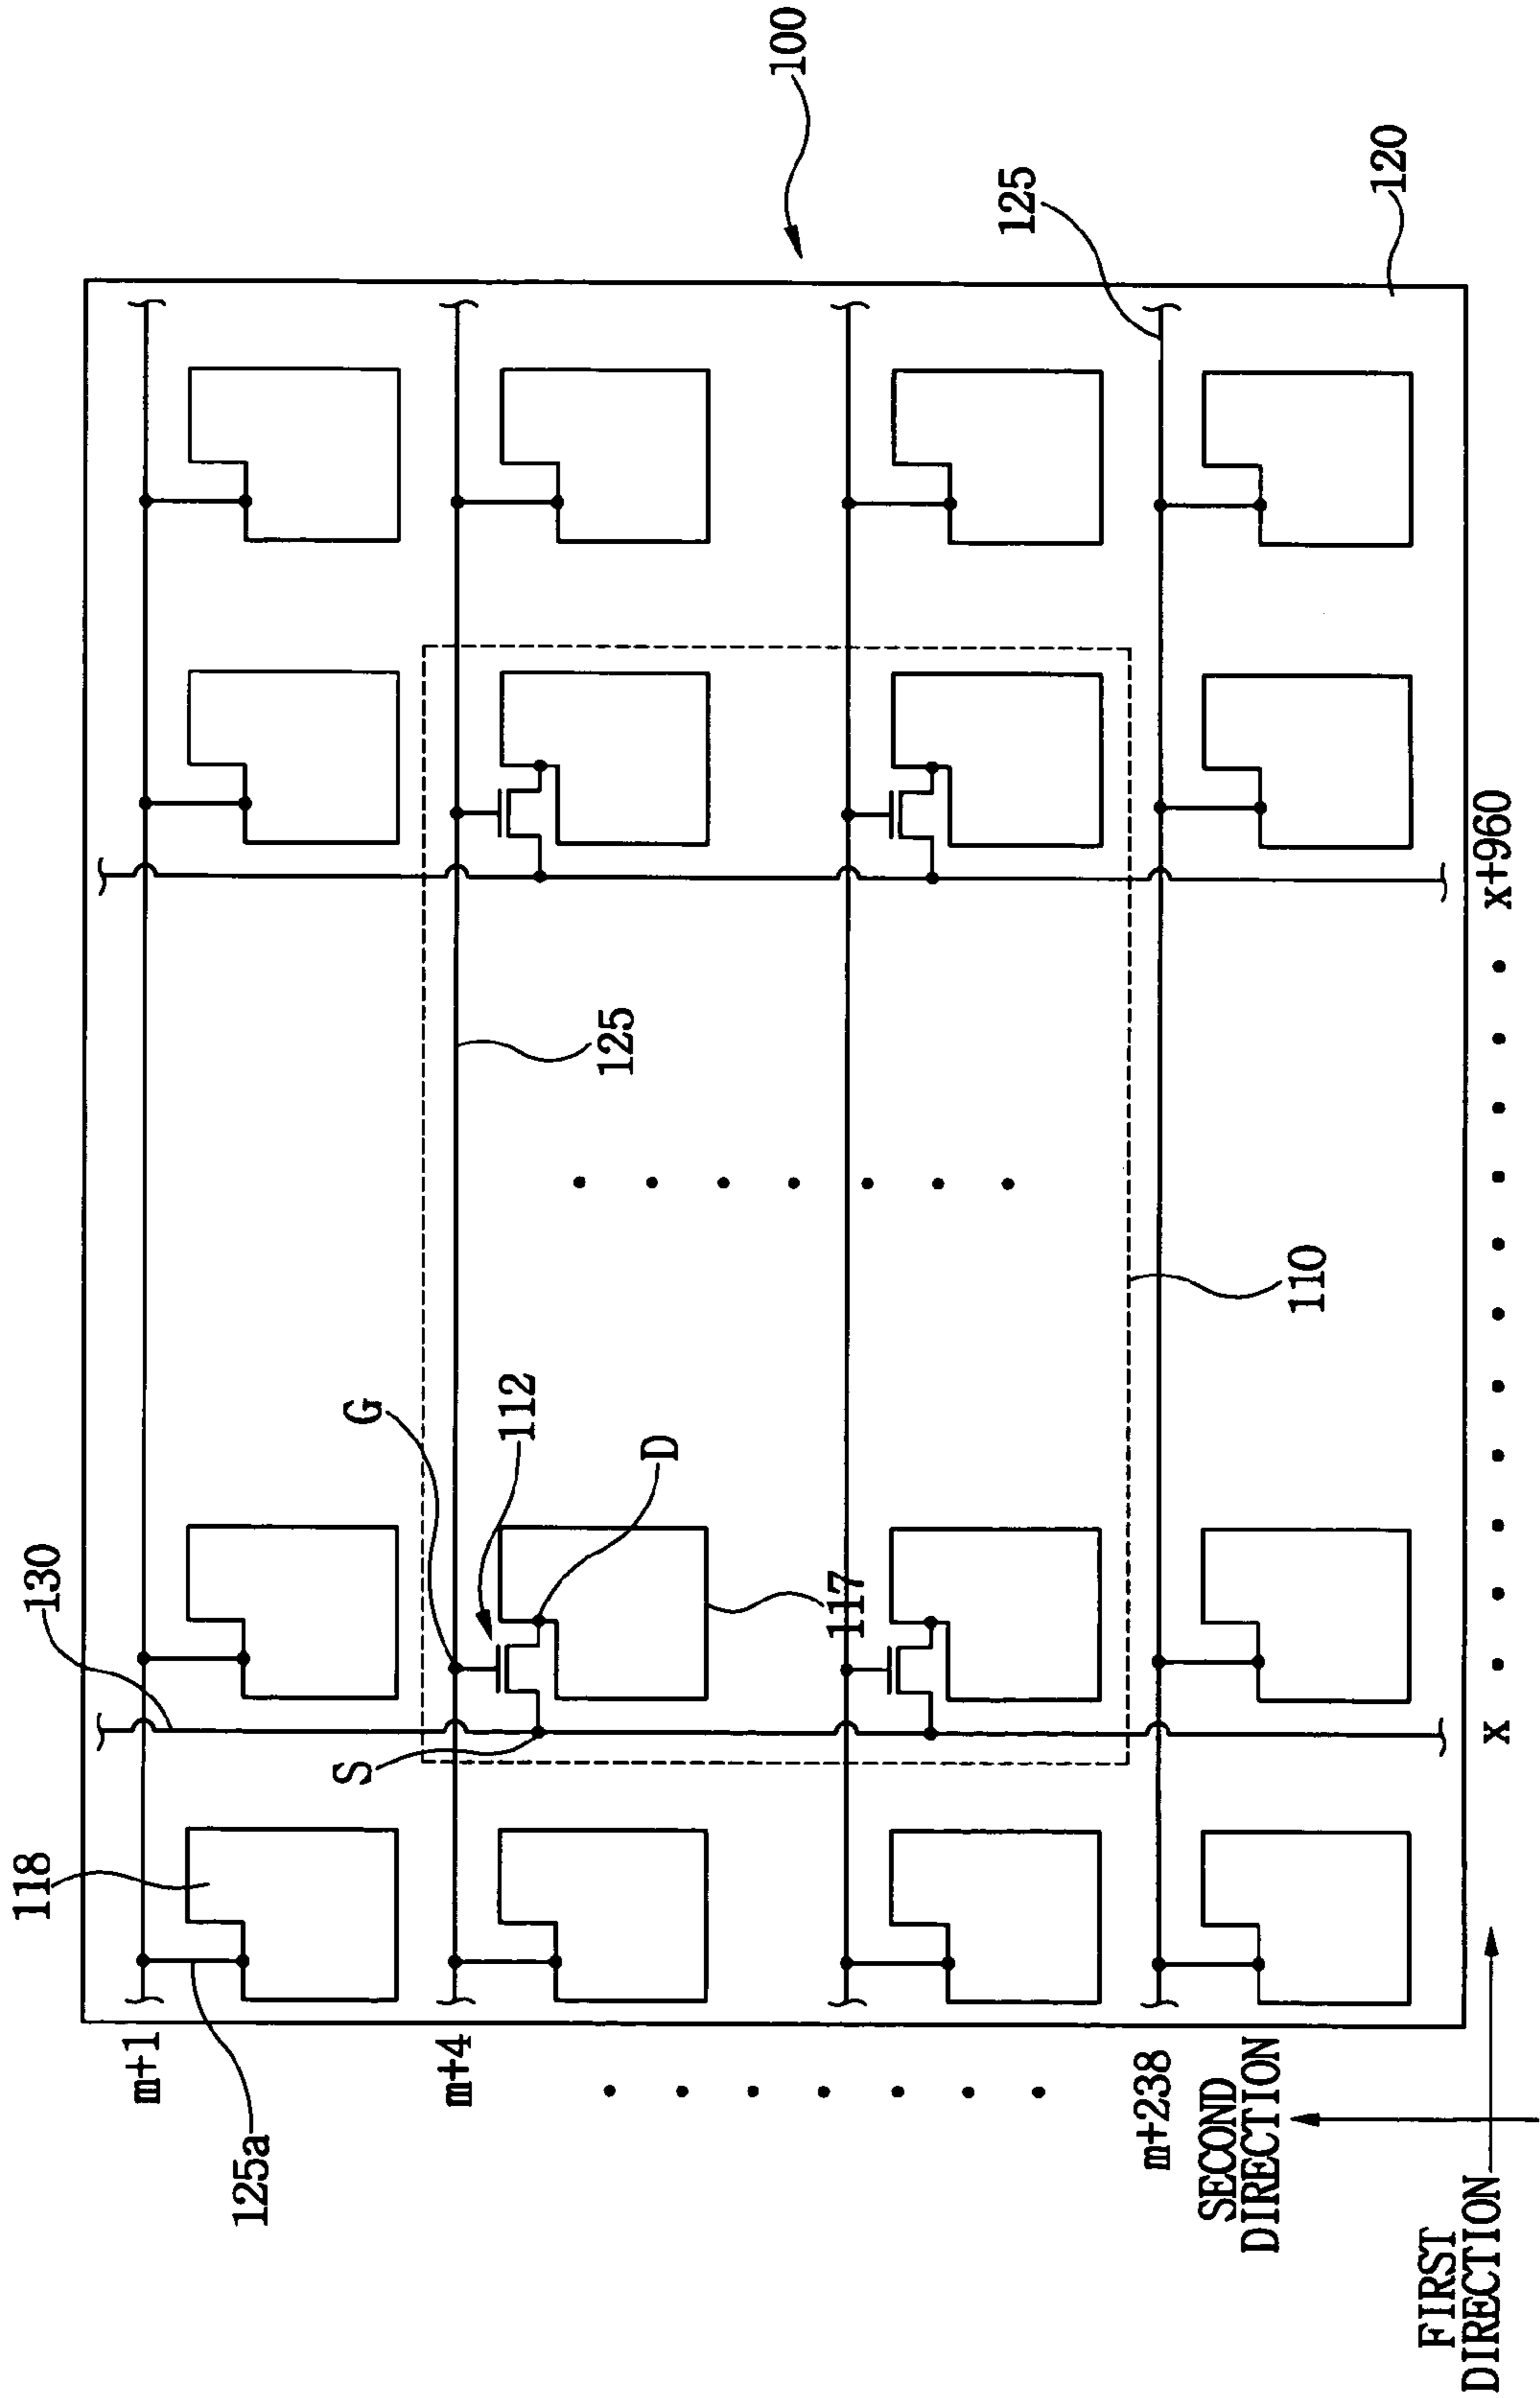 100
125
120
x+960
125
110
G
112
D
130
117
S
x
118
m+1
m+4
m+238
125a
SECOND
DIRECTION
FIRST
DIRECTION